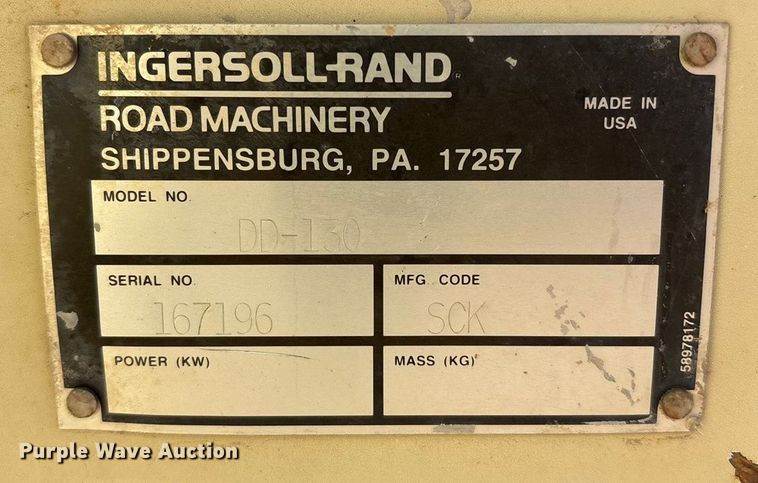 INGERSOLL-RAND
ROAD MACHINERY
MADE IN
USA
SHIPPENSBURG, PA. 17257
MODEL NO.
DD-130
SERIAL NO.
167196
MFG. CODE
SCK
POWER (KW)
MASS (KG)
58978172
Purple Wave Auction